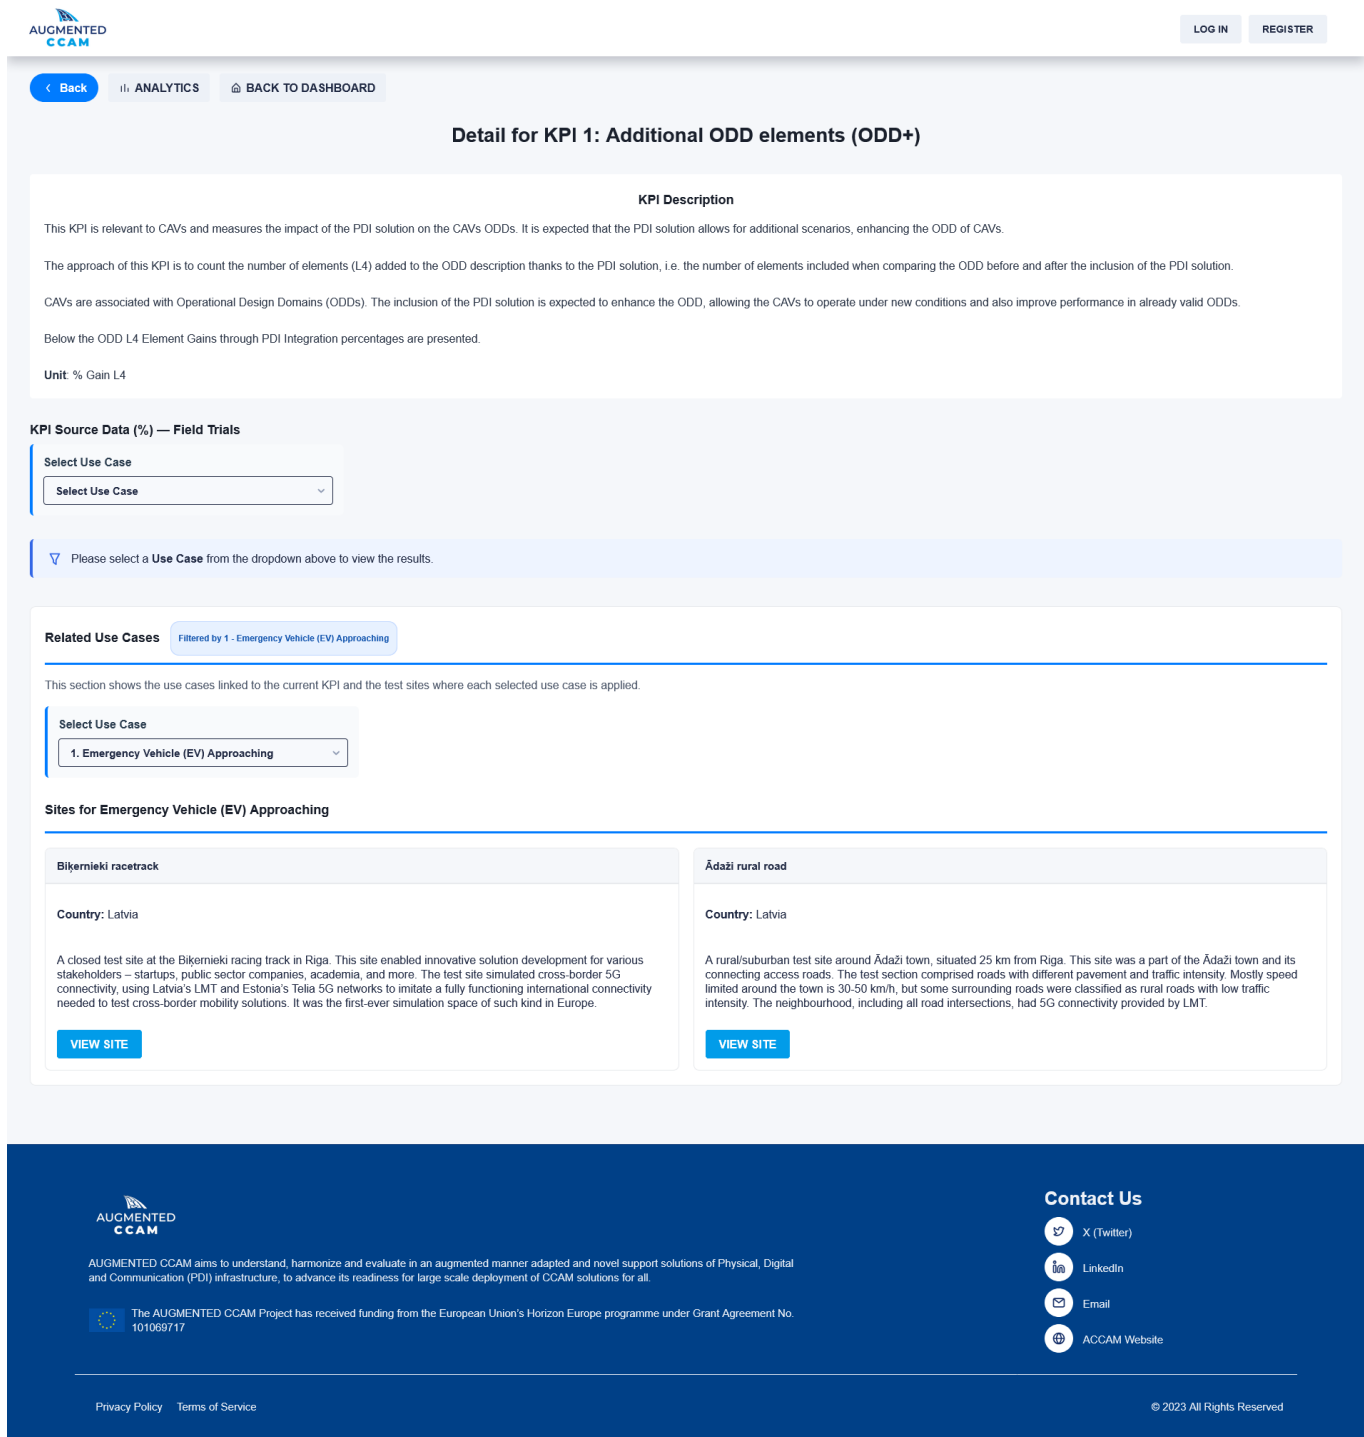 AUGMENTED
CCAM
LOG IN
REGISTER
Back
ANALYTICS
BACK TO DASHBOARD
Detail for KPI 1: Additional ODD elements (ODD+)
KPI Description
This KPI is relevant to CAVs and measures the impact of the PDI solution on the CAVs ODDs. It is expected that the PDI solution allows for additional scenarios, enhancing the ODD of CAVs.
The approach of this KPI is to count the number of elements (L4) added to the ODD description thanks to the PDI solution, i.e. the number of elements included when comparing the ODD before and after the inclusion of the PDI solution.
CAVs are associated with Operational Design Domains (ODDs). The inclusion of the PDI solution is expected to enhance the ODD, allowing the CAVs to operate under new conditions and also improve performance in already valid ODDs.
Below the ODD L4 Element Gains through PDI Integration percentages are presented.
Unit: % Gain L4
KPI Source Data (%) — Field Trials
Select Use Case
Select Use Case
Please select a Use Case from the dropdown above to view the results.
Related Use Cases
Filtered by 1 - Emergency Vehicle (EV) Approaching
This section shows the use cases linked to the current KPI and the test sites where each selected use case is applied.
Select Use Case
1. Emergency Vehicle (EV) Approaching
Sites for Emergency Vehicle (EV) Approaching
Biķernieki racetrack
Country: Latvia
A closed test site at the Biķernieki racing track in Riga. This site enabled innovative solution development for various
stakeholders – startups, public sector companies, academia, and more. The test site simulated cross-border 5G
connectivity, using Latvia's LMT and Estonia's Telia 5G networks to imitate a fully functioning international connectivity
needed to test cross-border mobility solutions. It was the first-ever simulation space of such kind in Europe.
VIEW SITE
Ādaži rural road
Country: Latvia
A rural/suburban test site around Ādaži town, situated 25 km from Riga. This site was a part of the Ādaži town and its
connecting access roads. The test section comprised roads with different pavement and traffic intensity. Mostly speed
limited around the town is 30-50 km/h, but some surrounding roads were classified as rural roads with low traffic
intensity. The neighbourhood, including all road intersections, had 5G connectivity provided by LMT.
VIEW SITE
AUGMENTED
CCAM
AUGMENTED CCAM aims to understand, harmonize and evaluate in an augmented manner adapted and novel support solutions of Physical, Digital
and Communication (PDI) infrastructure, to advance its readiness for large scale deployment of CCAM solutions for all.
The AUGMENTED CCAM Project has received funding from the European Union's Horizon Europe programme under Grant Agreement No.
101069717
Contact Us
X (Twitter)
LinkedIn
Email
ACCAM Website
Privacy Policy
Terms of Service
© 2023 All Rights Reserved